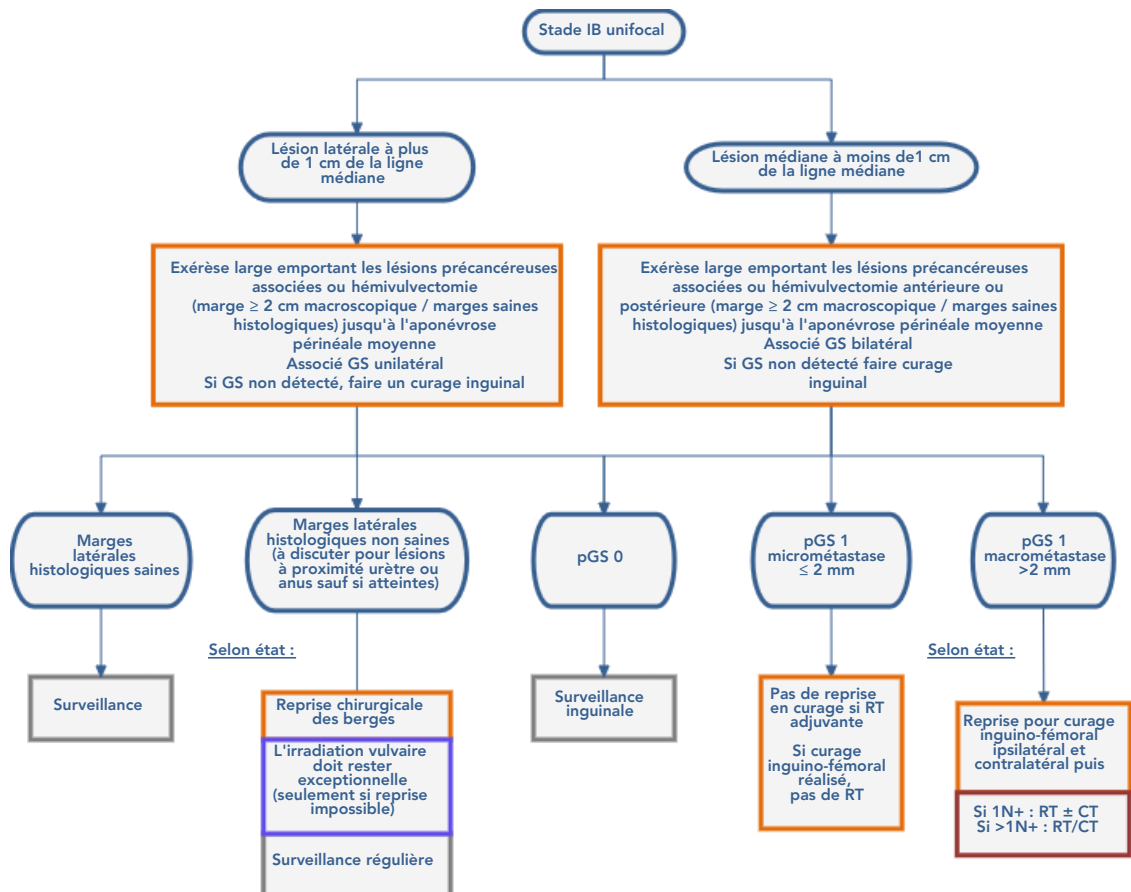 Stade IB unifocal
Lésion latérale à plus
de 1 cm de la ligne
médiane
Lésion médiane à moins de1 cm
de la ligne médiane
Exérèse large emportant les lésions précancéreuses
associées ou hémivulvectomie
(marge ≥ 2 cm macroscopique / marges saines
histologiques) jusqu'à l'aponévrose
périnéale moyenne
Associé GS unilatéral
Si GS non détecté, faire un curage inguinal
Exérèse large emportant les lésions précancéreuses
associées ou hémivulvectomie antérieure ou
postérieure (marge ≥ 2 cm macroscopique / marges saines
histologiques) jusqu'à l'aponévrose périnéale moyenne
Associé GS bilatéral
Si GS non détecté faire curage
inguinal
Marges
latérales
histologiques saines
Marges latérales
histologiques non saines
(à discuter pour lésions
à proximité urètre ou
anus sauf si atteintes)
pGS 0
pGS 1
micrométastase
≤ 2 mm
pGS 1
macrométastase
>2 mm
Selon état :
Selon état :
Surveillance
Reprise chirurgicale
des berges
L'irradiation vulvaire
doit rester
exceptionnelle
(seulement si reprise
impossible)
Surveillance régulière
Surveillance
inguinale
Pas de reprise
en curage si RT
adjuvante
Si curage
inguino-fémoral
réalisé,
pas de RT
Reprise pour curage
inguino-fémoral
ipsilatéral et
contralatéral puis
Si 1N+ : RT ± CT
Si >1N+ : RT/CT